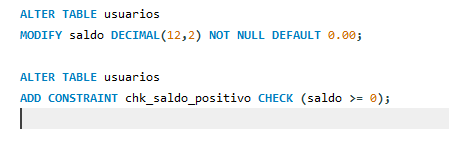 ALTER TABLE usuarios
MODIFY saldo DECIMAL(12,2) NOT NULL DEFAULT 0.00;
ALTER TABLE usuarios
ADD CONSTRAINT chk_saldo_positivo CHECK (saldo >= 0);